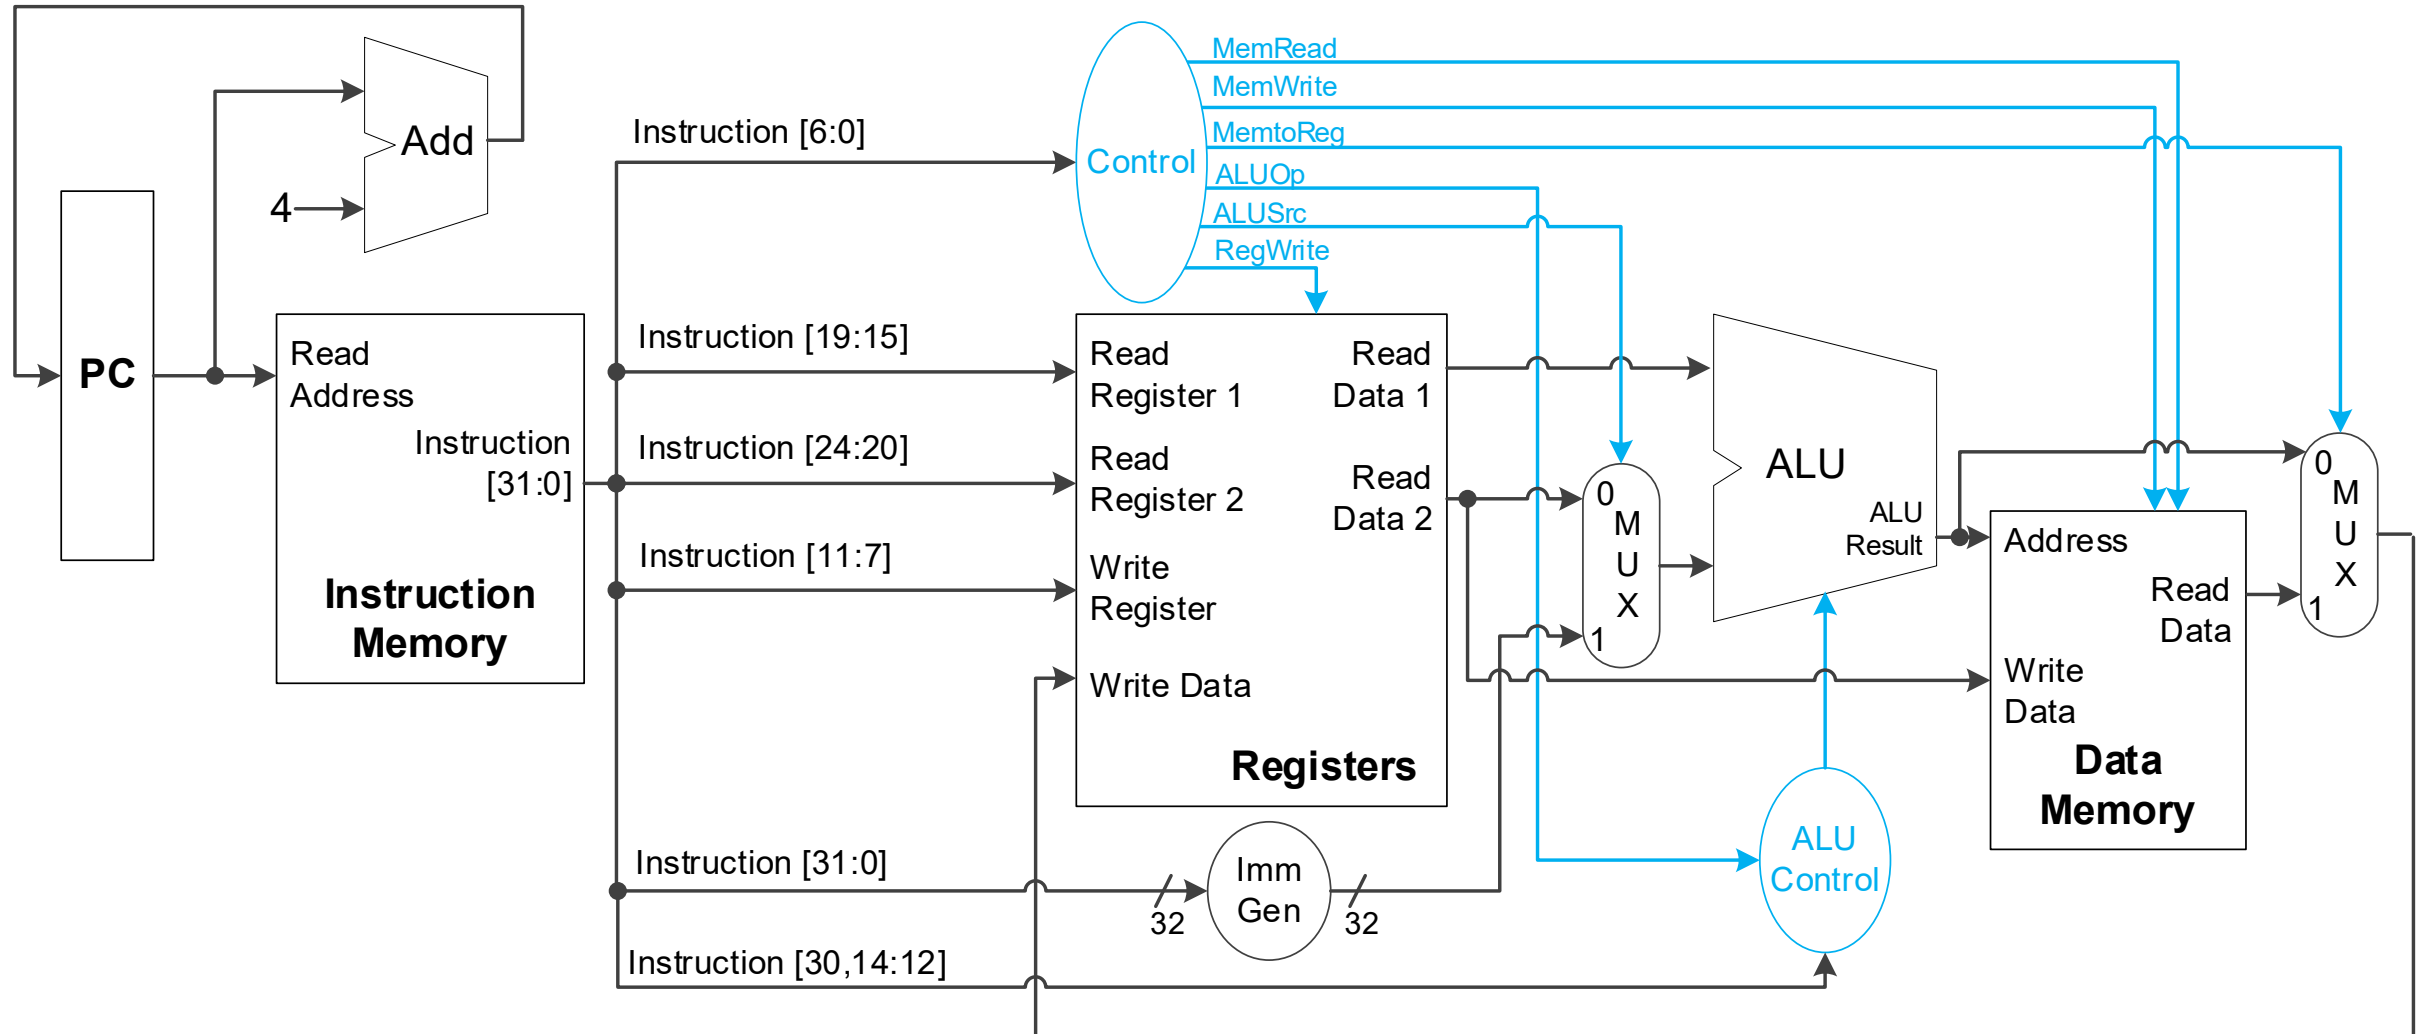 MemRead
MemWrite
MemtoReg
ALUOp
ALUSrc
RegWrite
Control
Instruction [6:0]
Add
4
PC
Read
Address
Instruction
[31:0]
Instruction
Memory
Instruction [19:15]
Instruction [24:20]
Instruction [11:7]
Read
Register 1
Read
Register 2
Write
Register
Write Data
Read
Data 1
Read
Data 2
Registers
0
M
U
X
1
ALU
ALU
Result
Address
Read
Data
Write
Data
Data
Memory
0
M
U
X
1
Instruction [31:0]
32
Imm
Gen
32
ALU
Control
Instruction [30,14:12]